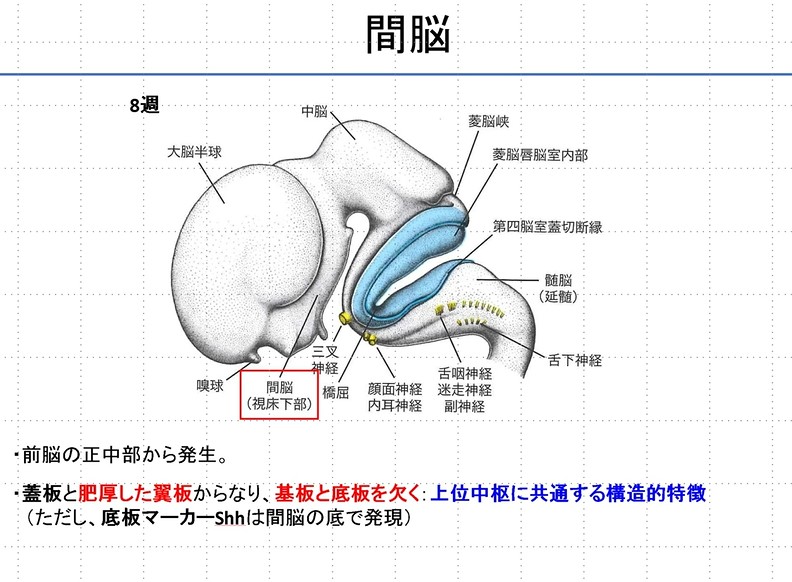 間脳
8週
中脳
菱脳峡
大脳半球
菱脳唇脳室内部
第四脳室蓋切断縁
髄脳
（延髄）
三叉
神経
舌下神経
嗅球
間脳
（視床下部）
橋屈
顔面神経
内耳神経
舌咽神経
迷走神経
副神経
・前脳の正中部から発生。
・蓋板と肥厚した翼板からなり、基板と底板を欠く：上位中枢に共通する構造的特徴
（ただし、底板マーカーShhは間脳の底で発現）